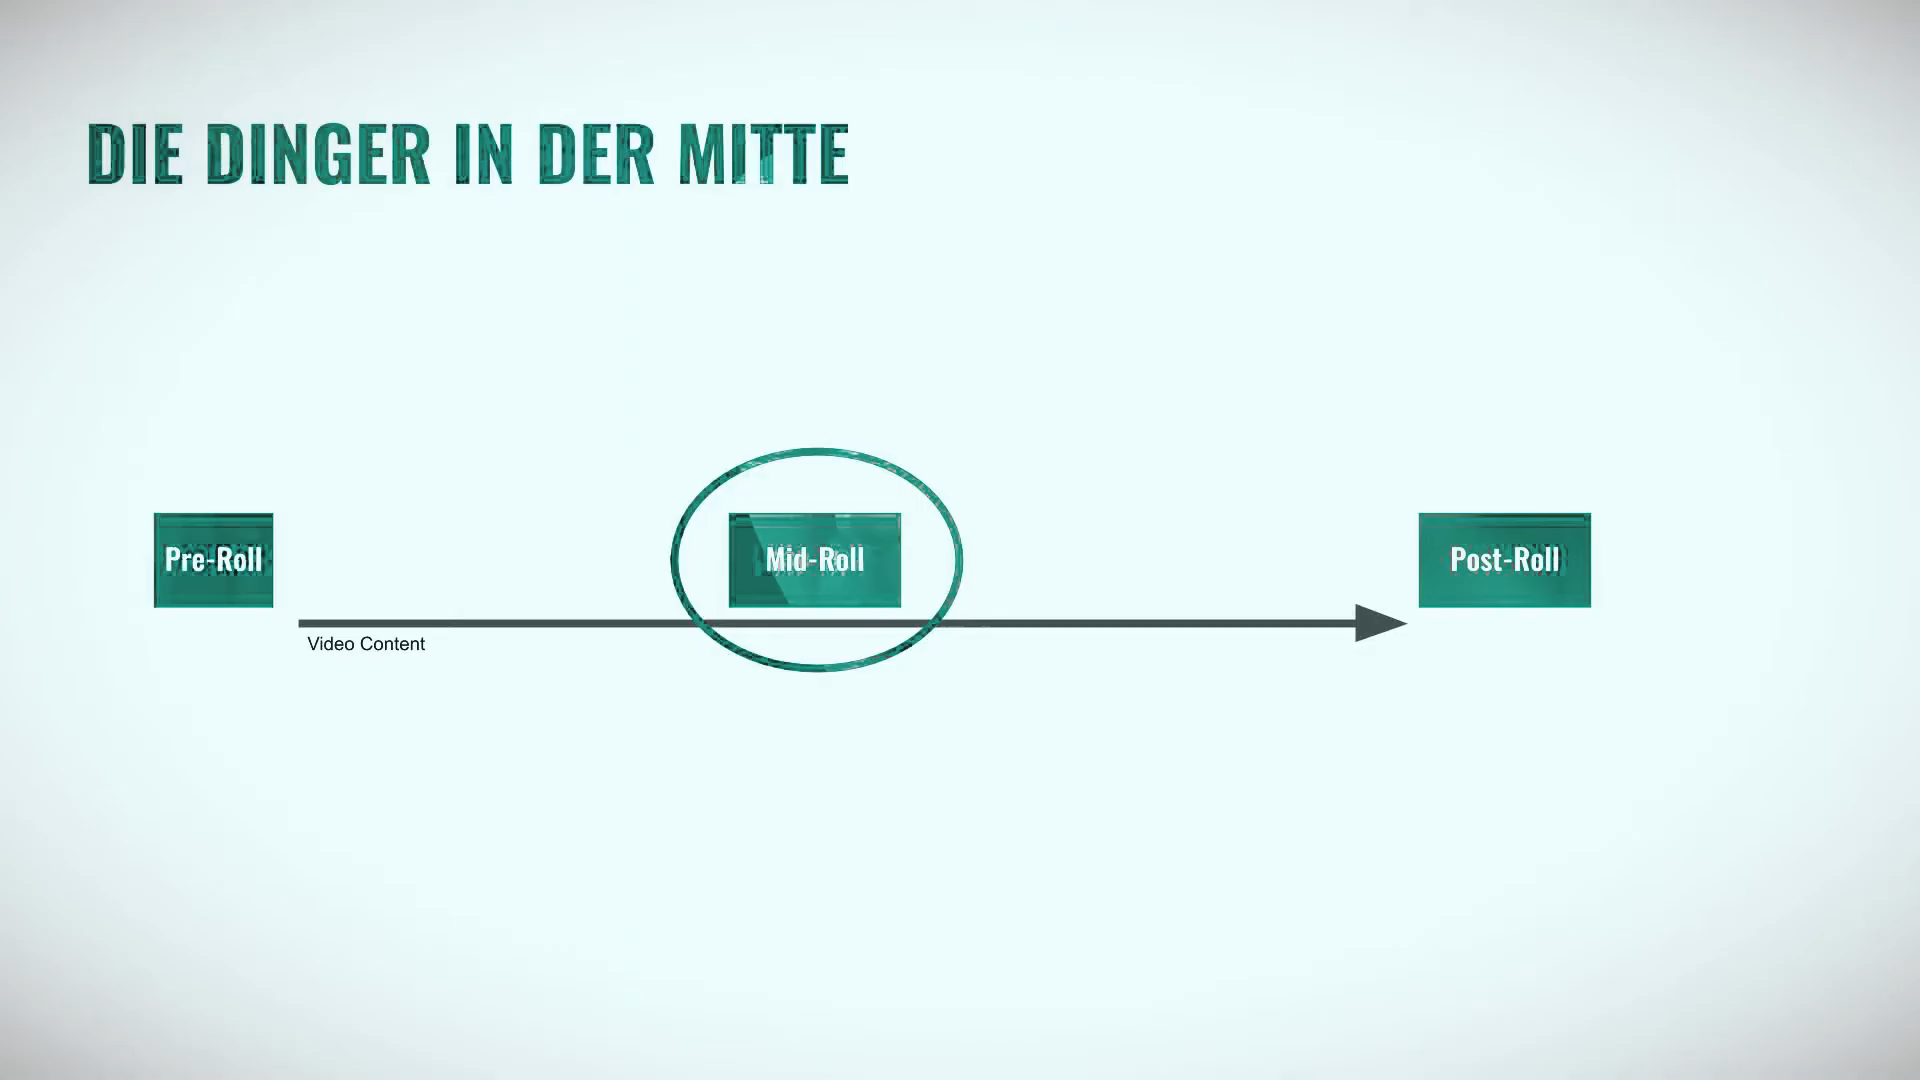 DIE DINGER IN DER MITTE
Pre-Roll
Mid-Roll
Post-Roll
Video Content